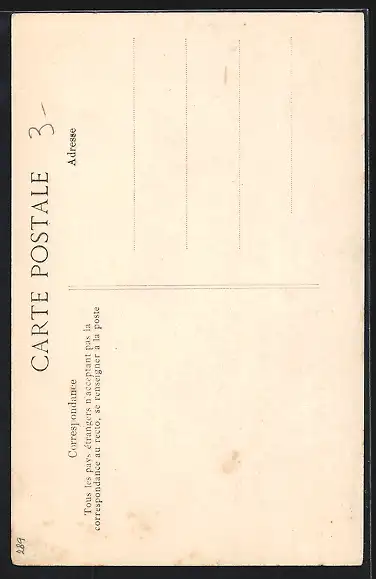 CARTE POSTALE
3-
Correspondance
Tous les pays étrangers n'acceptant pas la
correspondance au recto, se renseigner à la poste
Adresse
289